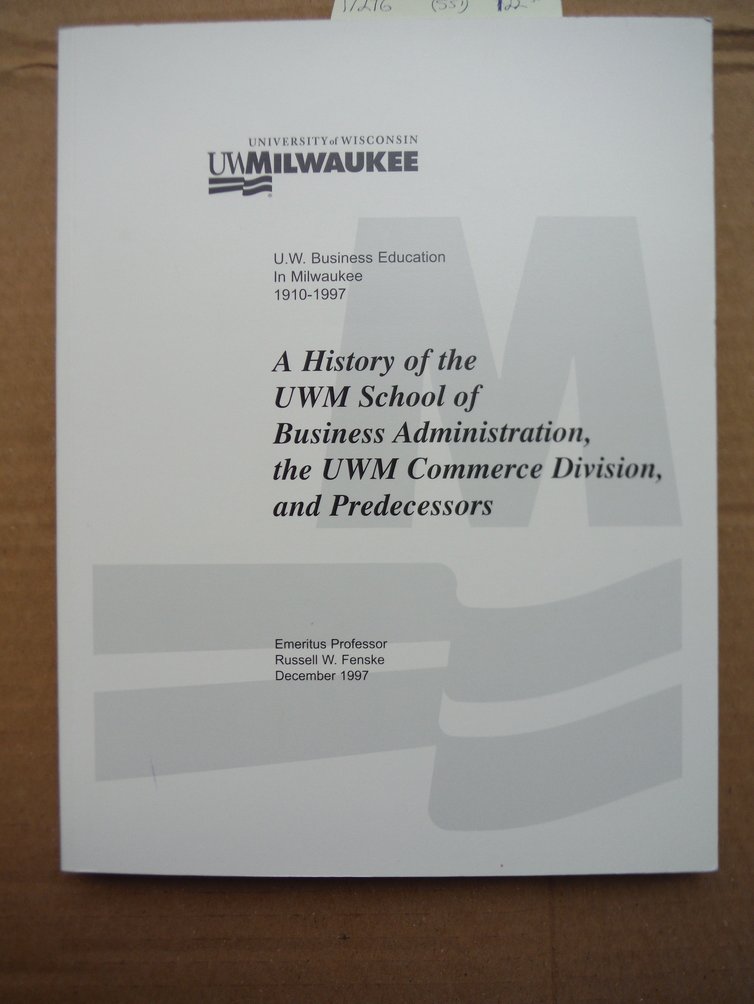 UNIVERSITY of WISCONSIN
UWMILWAUKEE
U.W. Business Education
In Milwaukee
1910-1997
A History of the
UWM School of
Business Administration,
the UWM Commerce Division,
and Predecessors
Emeritus Professor
Russell W. Fenske
December 1997
M